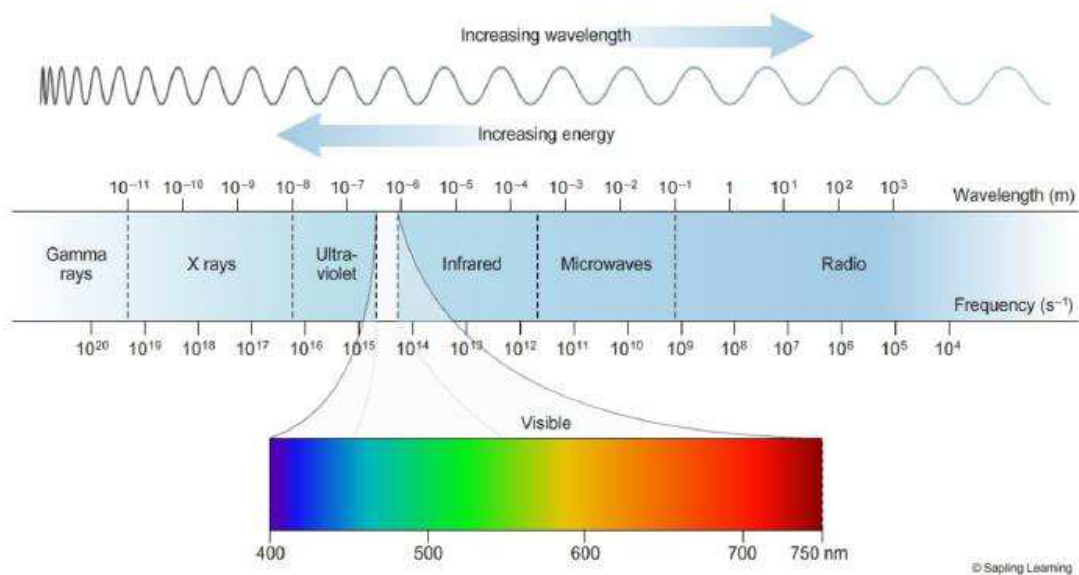 Increasing wavelength
Increasing energy
10⁻¹¹ 10⁻¹⁰ 10⁻⁹ 10⁻⁸ 10⁻⁷ 10⁻⁶ 10⁻⁵ 10⁻⁴ 10⁻³ 10⁻² 10⁻¹ 1 10¹ 10² 10³ Wavelength (m)
Gamma rays X rays Ultra-violet Infrared Microwaves Radio
Frequency (s⁻¹)
10²⁰ 10¹⁹ 10¹⁸ 10¹⁷ 10¹⁶ 10¹⁵ 10¹⁴ 10¹³ 10¹² 10¹¹ 10¹⁰ 10⁹ 10⁸ 10⁷ 10⁶ 10⁵ 10⁴
Visible
400 500 600 700 750 nm
© Sapling Learning